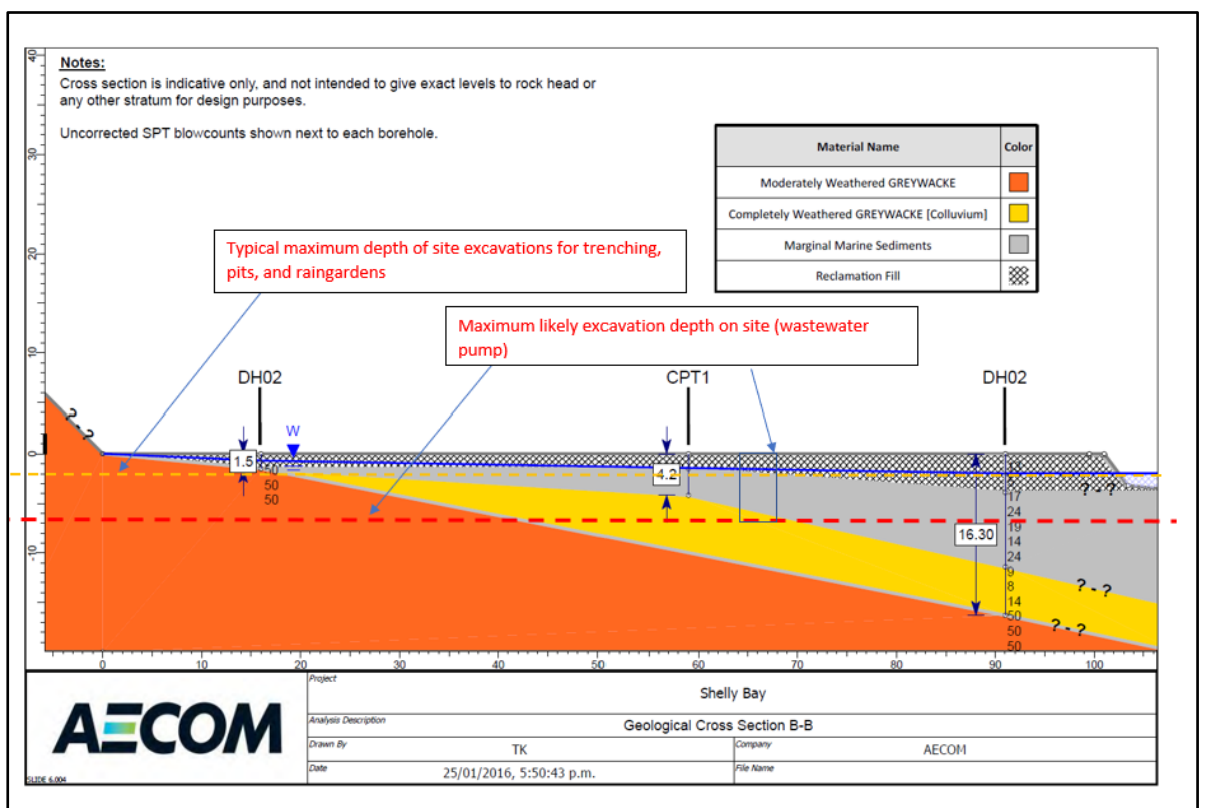 Notes:
Cross section is indicative only, and not intended to give exact levels to rock head or
any other stratum for design purposes.
Uncorrected SPT blowcounts shown next to each borehole.
Material Name Color
Moderately Weathered GREYWACKE
Completely Weathered GREYWACKE [Colluvium]
Marginal Marine Sediments
Reclamation Fill
Typical maximum depth of site excavations for trenching,
pits, and raingardens
Maximum likely excavation depth on site (wastewater
pump)
DH02 CPT1 DH02
W
? - ?
1.5
4.2
16.30
50
50
17
24
19
14
24
9
8
14
50
50
50
? - ?
? - ?
? - ?
40
30
20
10
0
-10
0 10 20 30 40 50 60 70 80 90 100
AECOM
SLIDE 6.004
Project
Shelly Bay
Analysis Description
Geological Cross Section B-B
Drawn By
TK
Company
AECOM
Date
25/01/2016, 5:50:43 p.m.
File Name